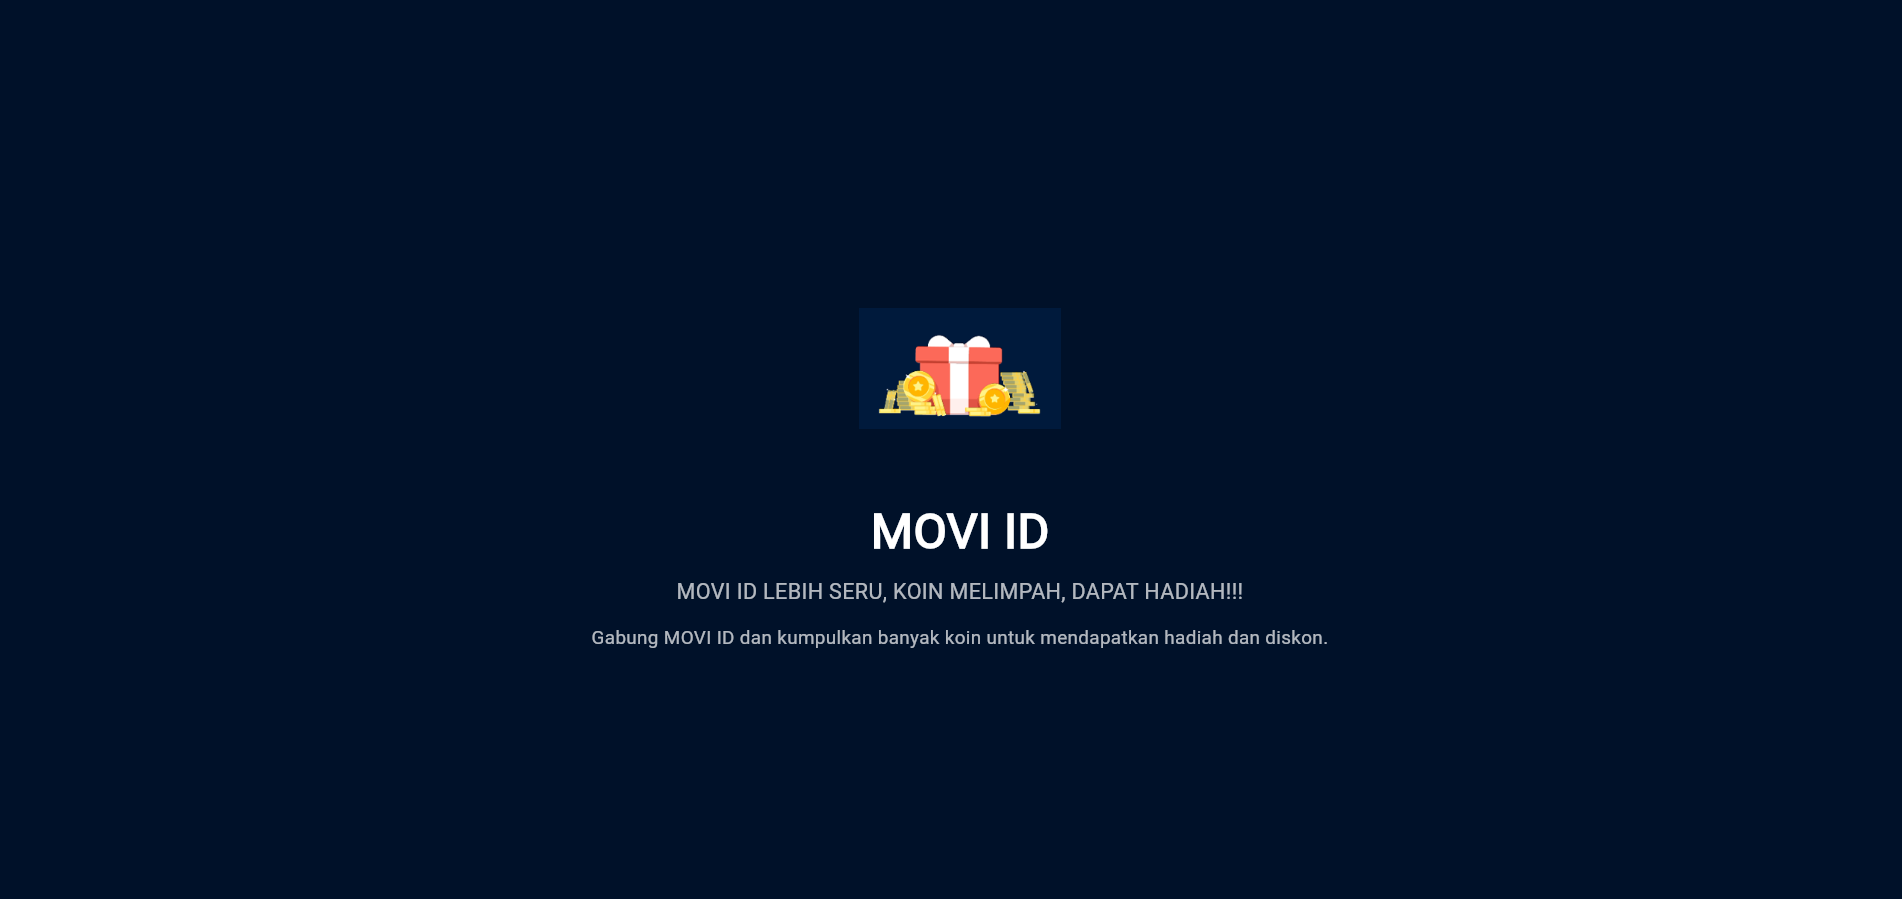 MOVI ID
MOVI ID LEBIH SERU, KOIN MELIMPAH, DAPAT HADIAH!!!
Gabung MOVI ID dan kumpulkan banyak koin untuk mendapatkan hadiah dan diskon.